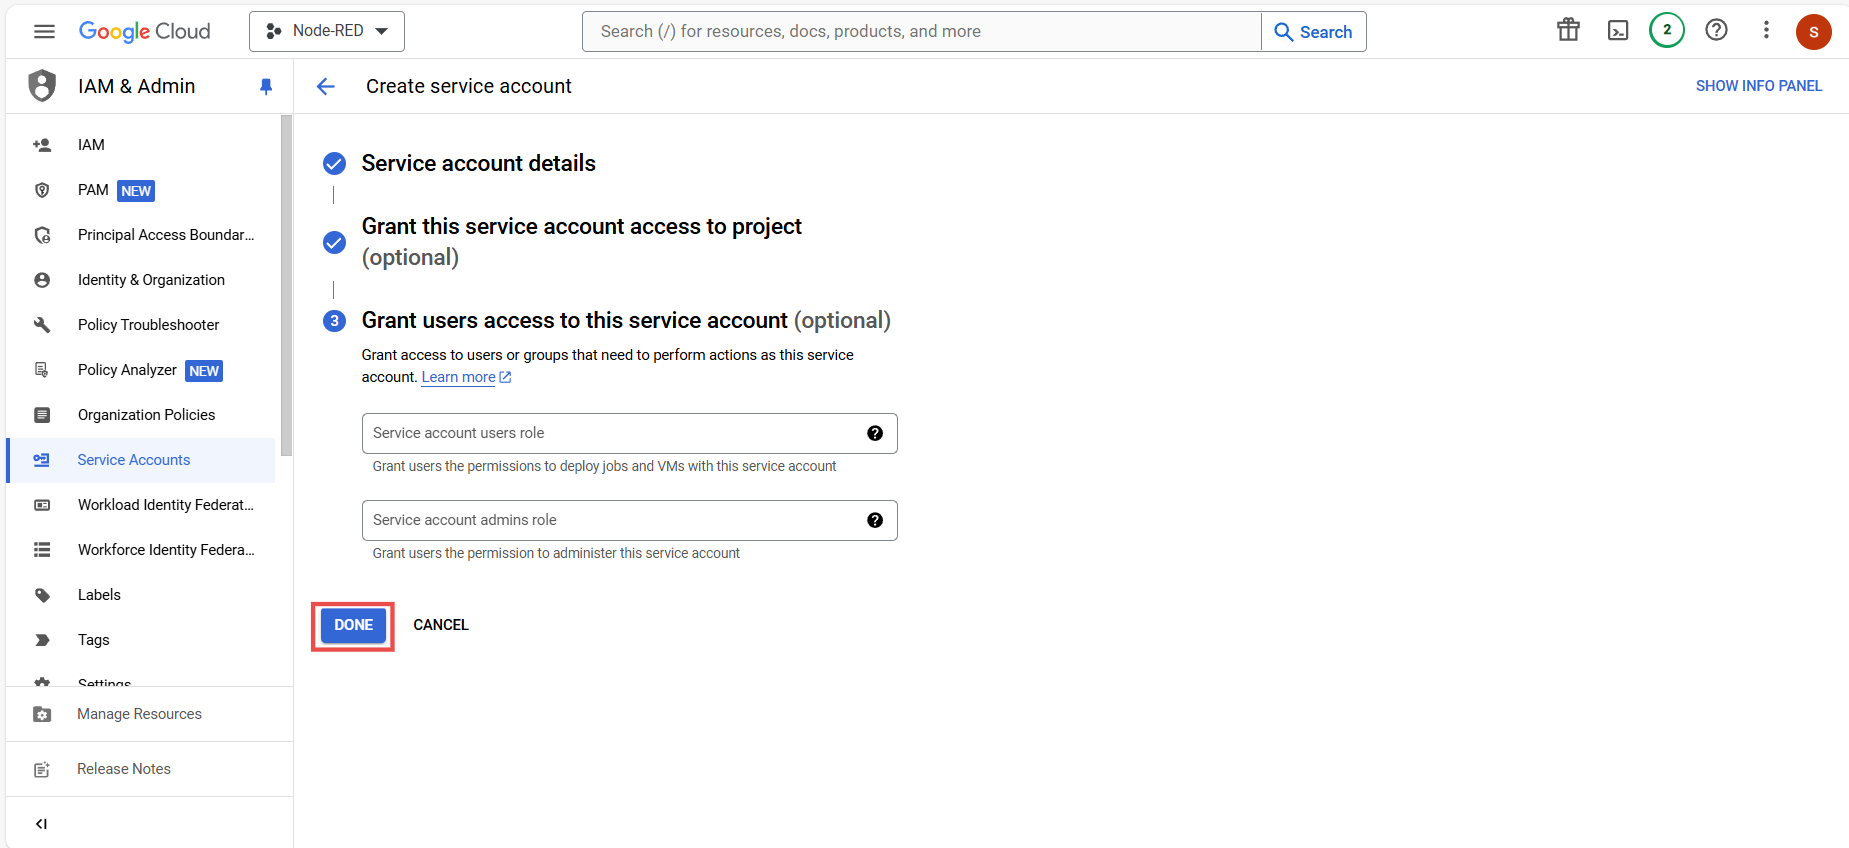 Google Cloud
Node-RED
Search (/) for resources, docs, products, and more
Search
2
S
IAM & Admin
Create service account
SHOW INFO PANEL
IAM
PAM NEW
Principal Access Boundar...
Identity & Organization
Policy Troubleshooter
Policy Analyzer NEW
Organization Policies
Service Accounts
Workload Identity Federat...
Workforce Identity Federa...
Labels
Tags
Settings
Manage Resources
Release Notes
Service account details
Grant this service account access to project
(optional)
3 Grant users access to this service account (optional)
Grant access to users or groups that need to perform actions as this service
account. Learn more
Service account users role
Grant users the permissions to deploy jobs and VMs with this service account
Service account admins role
Grant users the permission to administer this service account
DONE CANCEL